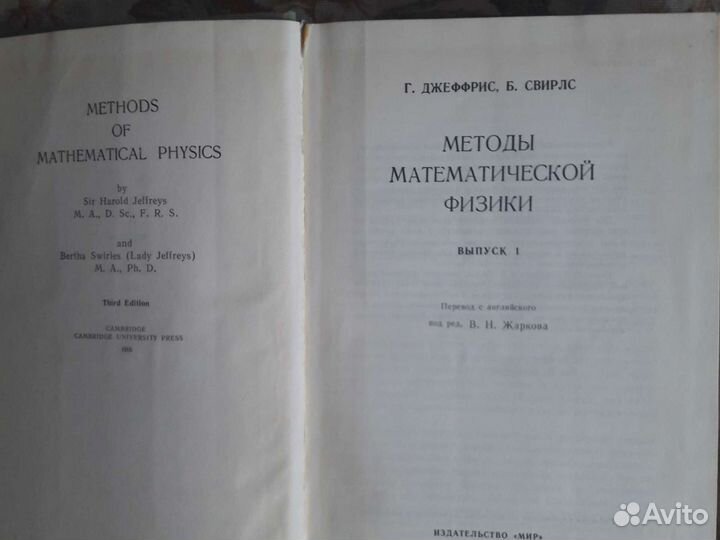 METHODS
OF
MATHEMATICAL PHYSICS
by
Sir Harold Jeffreys
M. A., D. Sc., F. R. S.
and
Bertha Swirles (Lady Jeffreys)
M. A., Ph. D.
Third Edition
CAMBRIDGE
CAMBRIDGE UNIVERSITY PRESS
Г. ДЖЕФФРИС, Б. СВИРЛС
МЕТОДЫ
МАТЕМАТИЧЕСКОЙ
ФИЗИКИ
ВЫПУСК 1
Перевод с английского
под ред. В. Н. Жаркова
ИЗДАТЕЛЬСТВО «МИР»
Avito